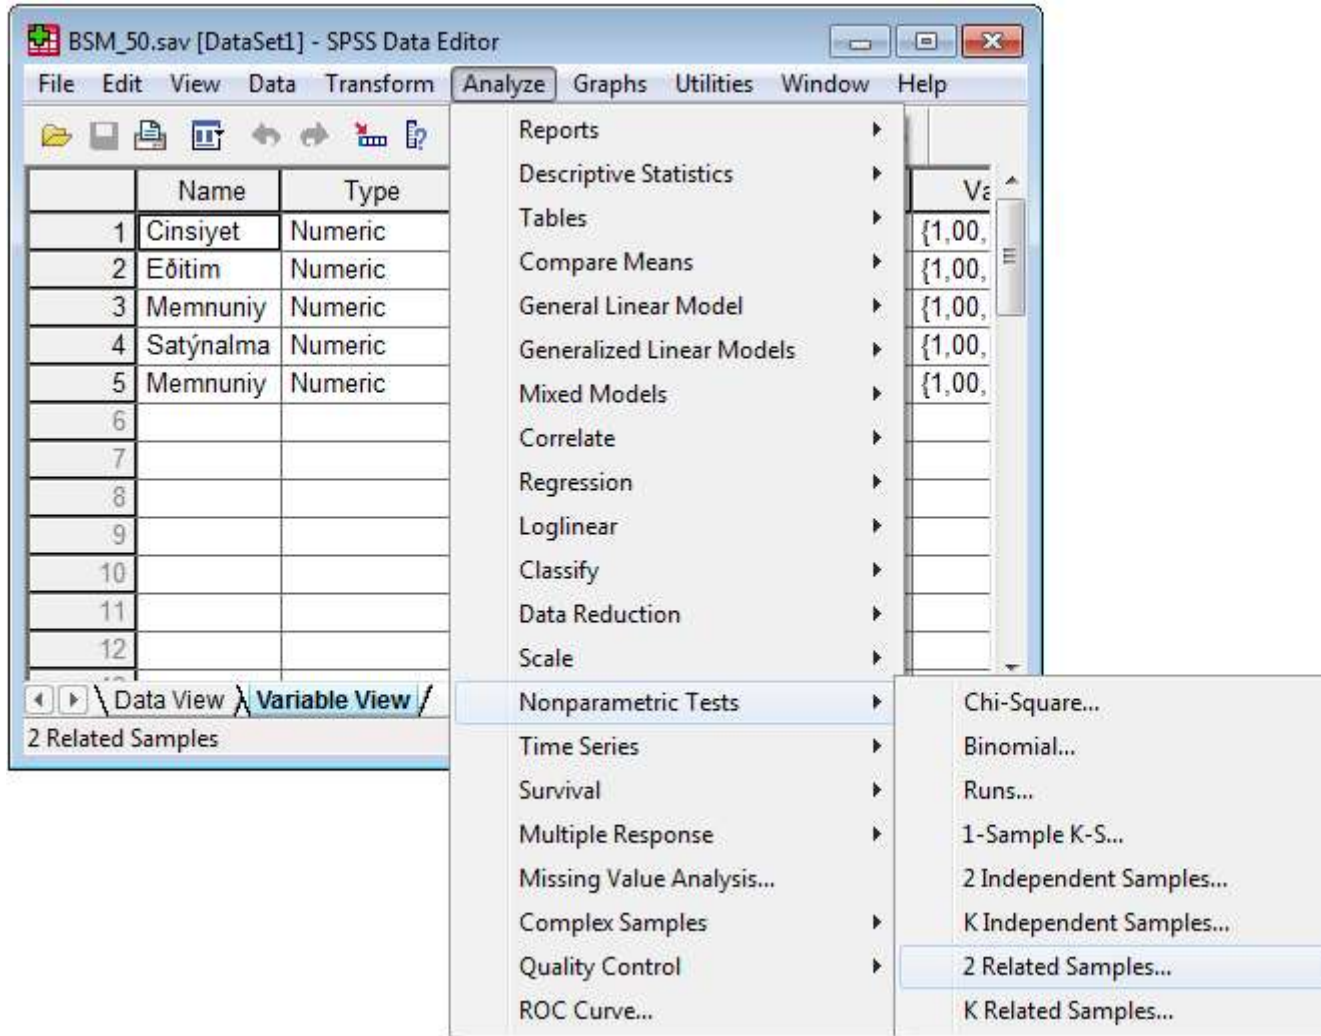 BSM_50.sav [DataSet1] - SPSS Data Editor
File Edit View Data Transform Analyze Graphs Utilities Window Help
Name Type Va
1 Cinsiyet Numeric {1,00,
2 Eðitim Numeric {1,00,
3 Memnuniy Numeric {1,00,
4 Satýnalma Numeric {1,00,
5 Memnuniy Numeric {1,00,
6
7
8
9
10
11
12
Data View Variable View
2 Related Samples
Reports
Descriptive Statistics
Tables
Compare Means
General Linear Model
Generalized Linear Models
Mixed Models
Correlate
Regression
Loglinear
Classify
Data Reduction
Scale
Nonparametric Tests
Time Series
Survival
Multiple Response
Missing Value Analysis...
Complex Samples
Quality Control
ROC Curve...
Chi-Square...
Binomial...
Runs...
1-Sample K-S...
2 Independent Samples...
K Independent Samples...
2 Related Samples...
K Related Samples...